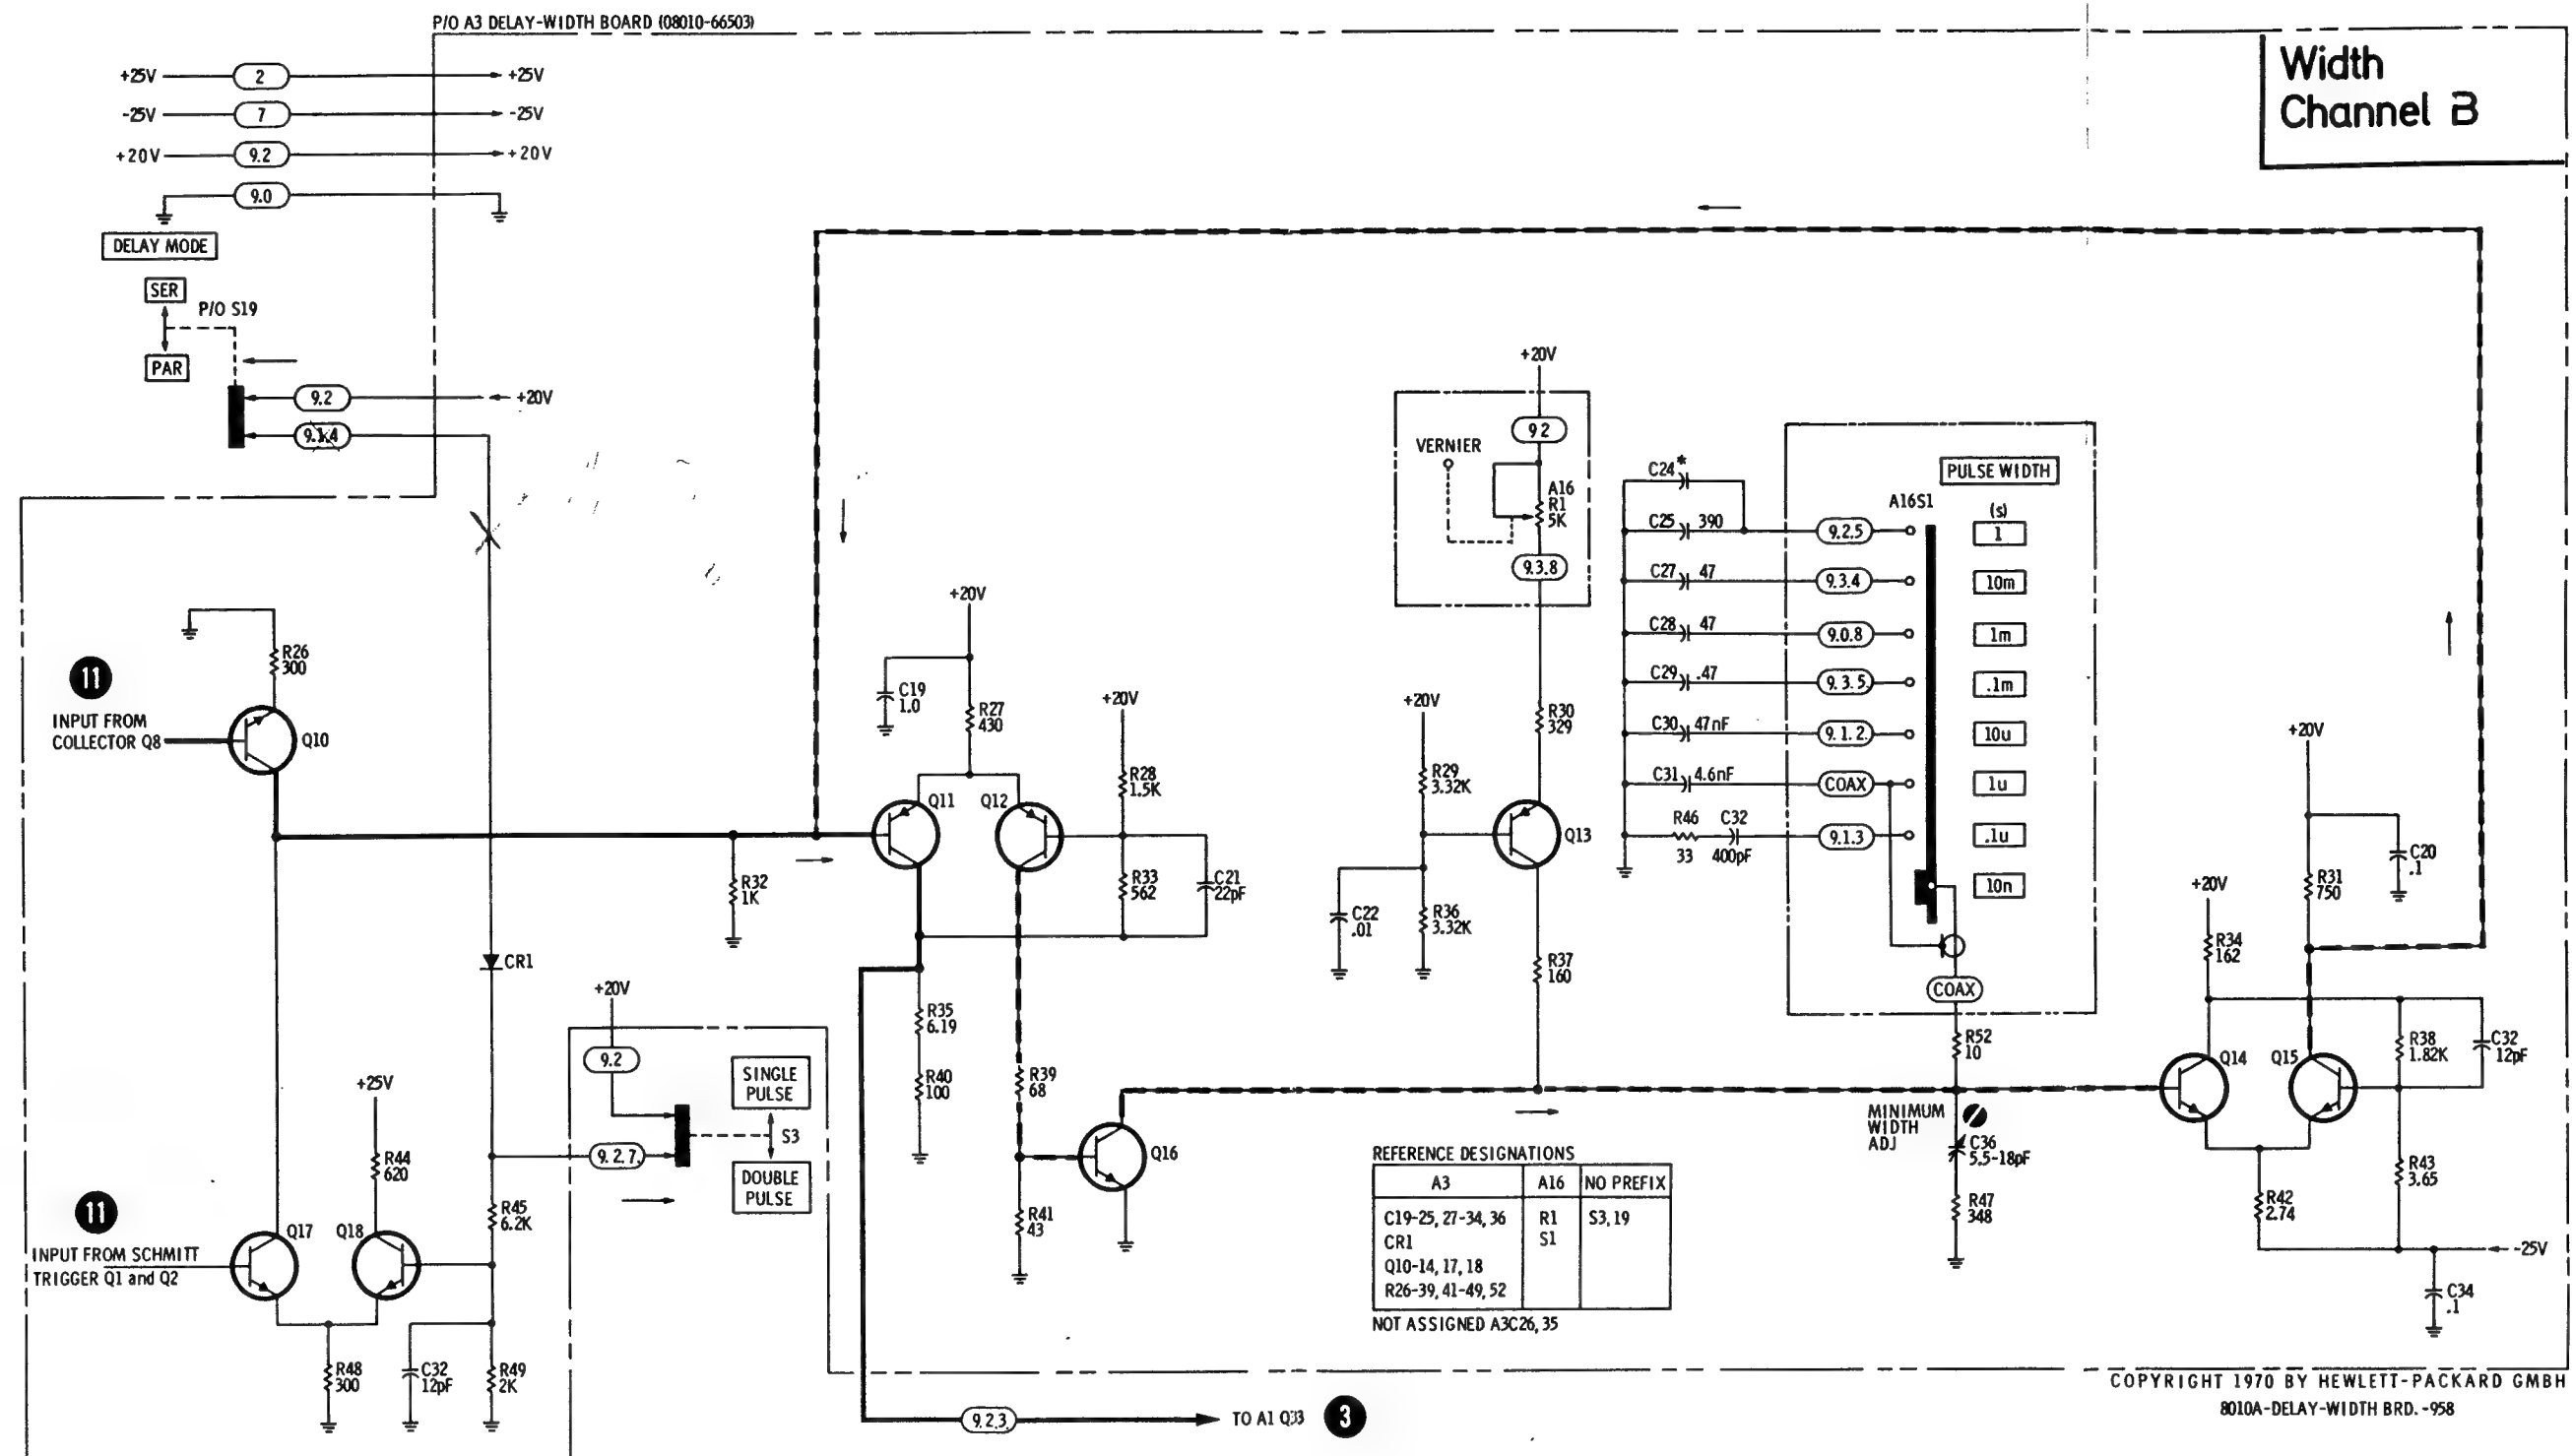 P/O A3 DELAY-WIDTH BOARD (08010-66503)
Width
Channel B
+25V 2 +25V
-25V 7 -25V
+20V 9.2 +20V
9.0
DELAY MODE
SER
P/O S19
PAR
9.2 +20V
9.1.4
+20V
9.2
VERNIER
A16
R1
5K
9.3.8
C24*
C25 390
C27 47
C28 47
C29 .47
C30 47nF
C31 4.6nF
R46
33
C32
400pF
PULSE WIDTH
A16S1
(s)
9.2.5 1
9.3.4 10m
9.0.8 1m
9.3.5. .1m
9.1.2. 10u
COAX 1u
9.1.3 .1u
10n
COAX
R26
300
11
INPUT FROM
COLLECTOR Q8
Q10
+20V
C19
1.0
R27
430
+20V
R28
1.5K
Q11
Q12
R32
1K
R33
562
C21
22pF
+20V
R29
3.32K
R30
329
Q13
C22
.01
R36
3.32K
R37
160
+20V
C20
.1
R31
750
+20V
R34
162
R52
10
Q14
Q15
R38
1.82K
C32
12pF
CR1
+20V
9.2
SINGLE
PULSE
S3
9.2.7.
DOUBLE
PULSE
R35
6.19
R40
100
R39
68
Q16
R41
43
MINIMUM
WIDTH
ADJ
C36
5.5-18pF
R47
348
R43
3.65
R42
2.74
-25V
C34
.1
+25V
R44
620
R45
6.2K
11
INPUT FROM SCHMITT
TRIGGER Q1 and Q2
Q17
Q18
R48
300
C32
12pF
R49
2K
REFERENCE DESIGNATIONS
A3 A16 NO PREFIX
C19-25, 27-34, 36 R1 S3, 19
CR1 S1
Q10-14, 17, 18
R26-39, 41-49, 52
NOT ASSIGNED A3C26, 35
9.2.3. TO A1 3
COPYRIGHT 1970 BY HEWLETT-PACKARD GMBH
8010A-DELAY-WIDTH BRD. -958